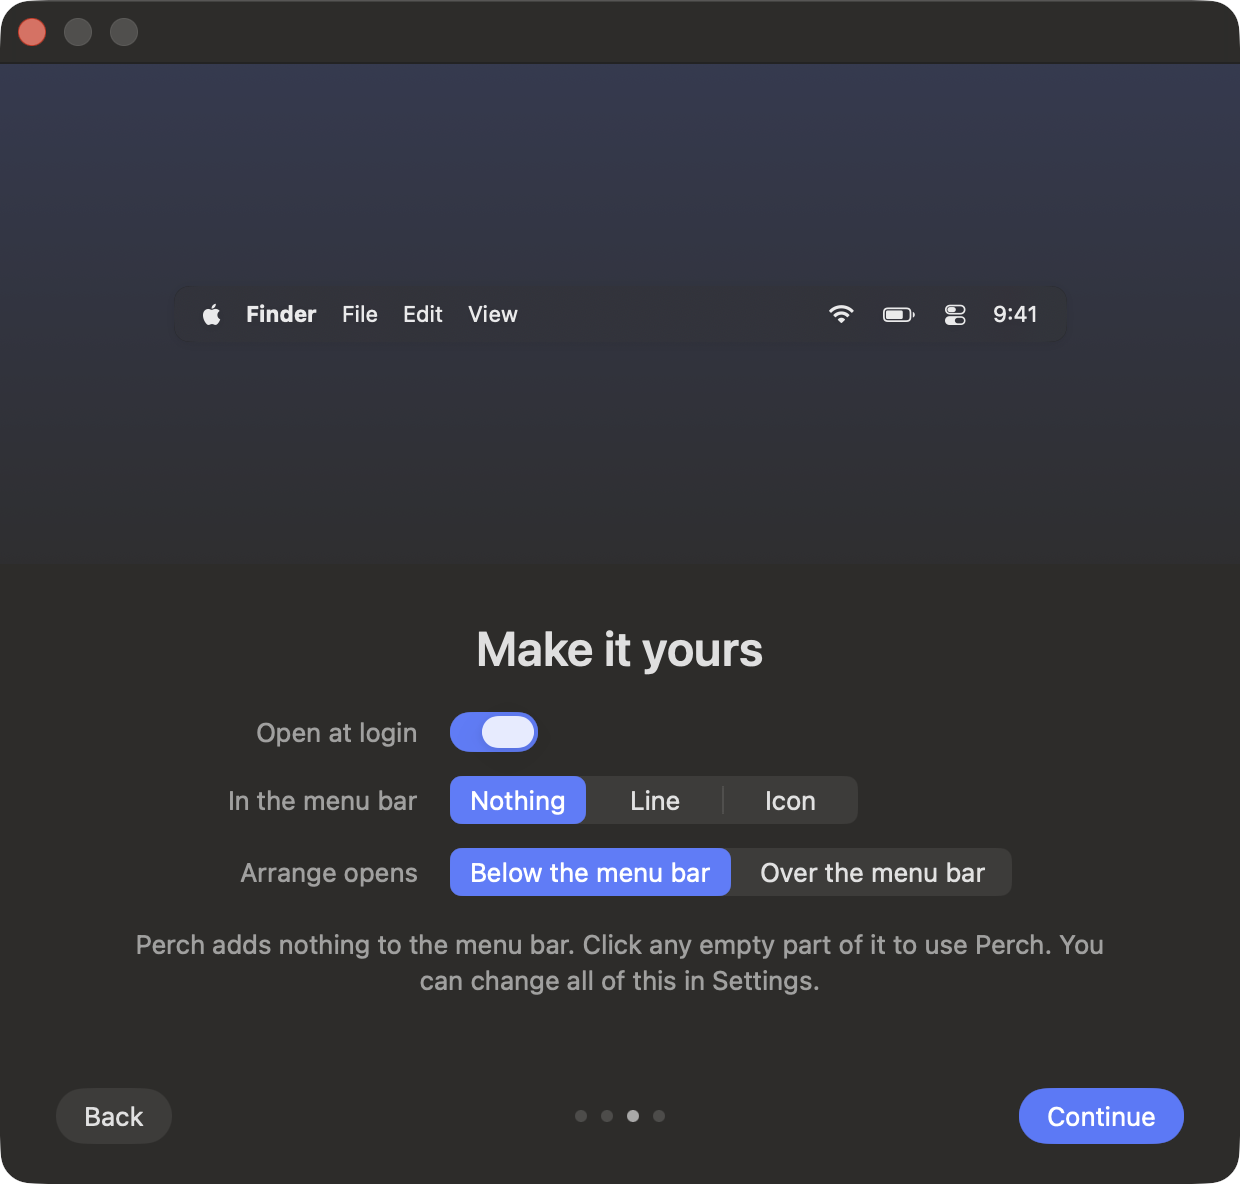 Finder File Edit View 9:41
Make it yours
Open at login
In the menu bar Nothing Line Icon
Arrange opens Below the menu bar Over the menu bar
Perch adds nothing to the menu bar. Click any empty part of it to use Perch. You
can change all of this in Settings.
Back Continue